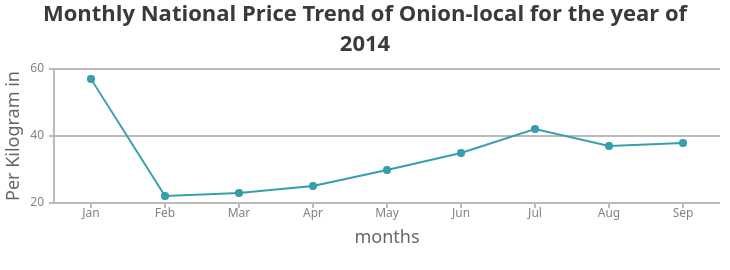 Monthly National Price Trend of Onion-local for the year of
2014
Per Kilogram in
60
40
20
Jan Feb Mar Apr May Jun Jul Aug Sep
months